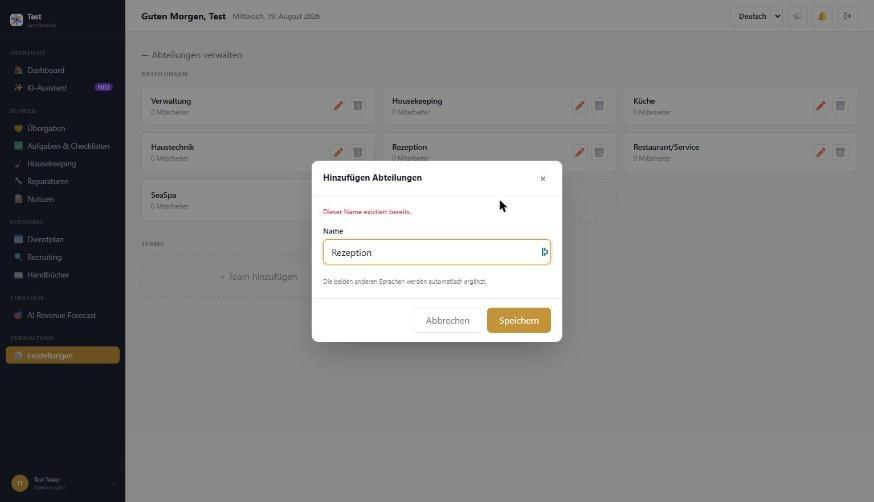 Test
Guten Morgen, Test
Mittwoch, 19. August 2026
Deutsch
ÜBERSICHT
Dashboard
KI-Assistent
NEU
BETRIEB
Übergaben
Aufgaben & Checklisten
Housekeeping
Reparaturen
Notizen
PERSONAL
Dienstplan
Recruiting
Handbücher
STRATEGIE
AI Revenue Forecast
VERWALTUNG
Einstellungen
TT
Test Tester
← Abteilungen verwalten
ABTEILUNGEN
Verwaltung
0 Mitarbeiter
Housekeeping
0 Mitarbeiter
Küche
0 Mitarbeiter
Haustechnik
0 Mitarbeiter
Rezeption
0 Mitarbeiter
Restaurant/Service
0 Mitarbeiter
SeaSpa
0 Mitarbeiter
TEAMS
+ Team hinzufügen
Hinzufügen Abteilungen
×
Dieser Name existiert bereits.
Name
Rezeption
Die beiden anderen Sprachen werden automatisch ergänzt.
Abbrechen
Speichern